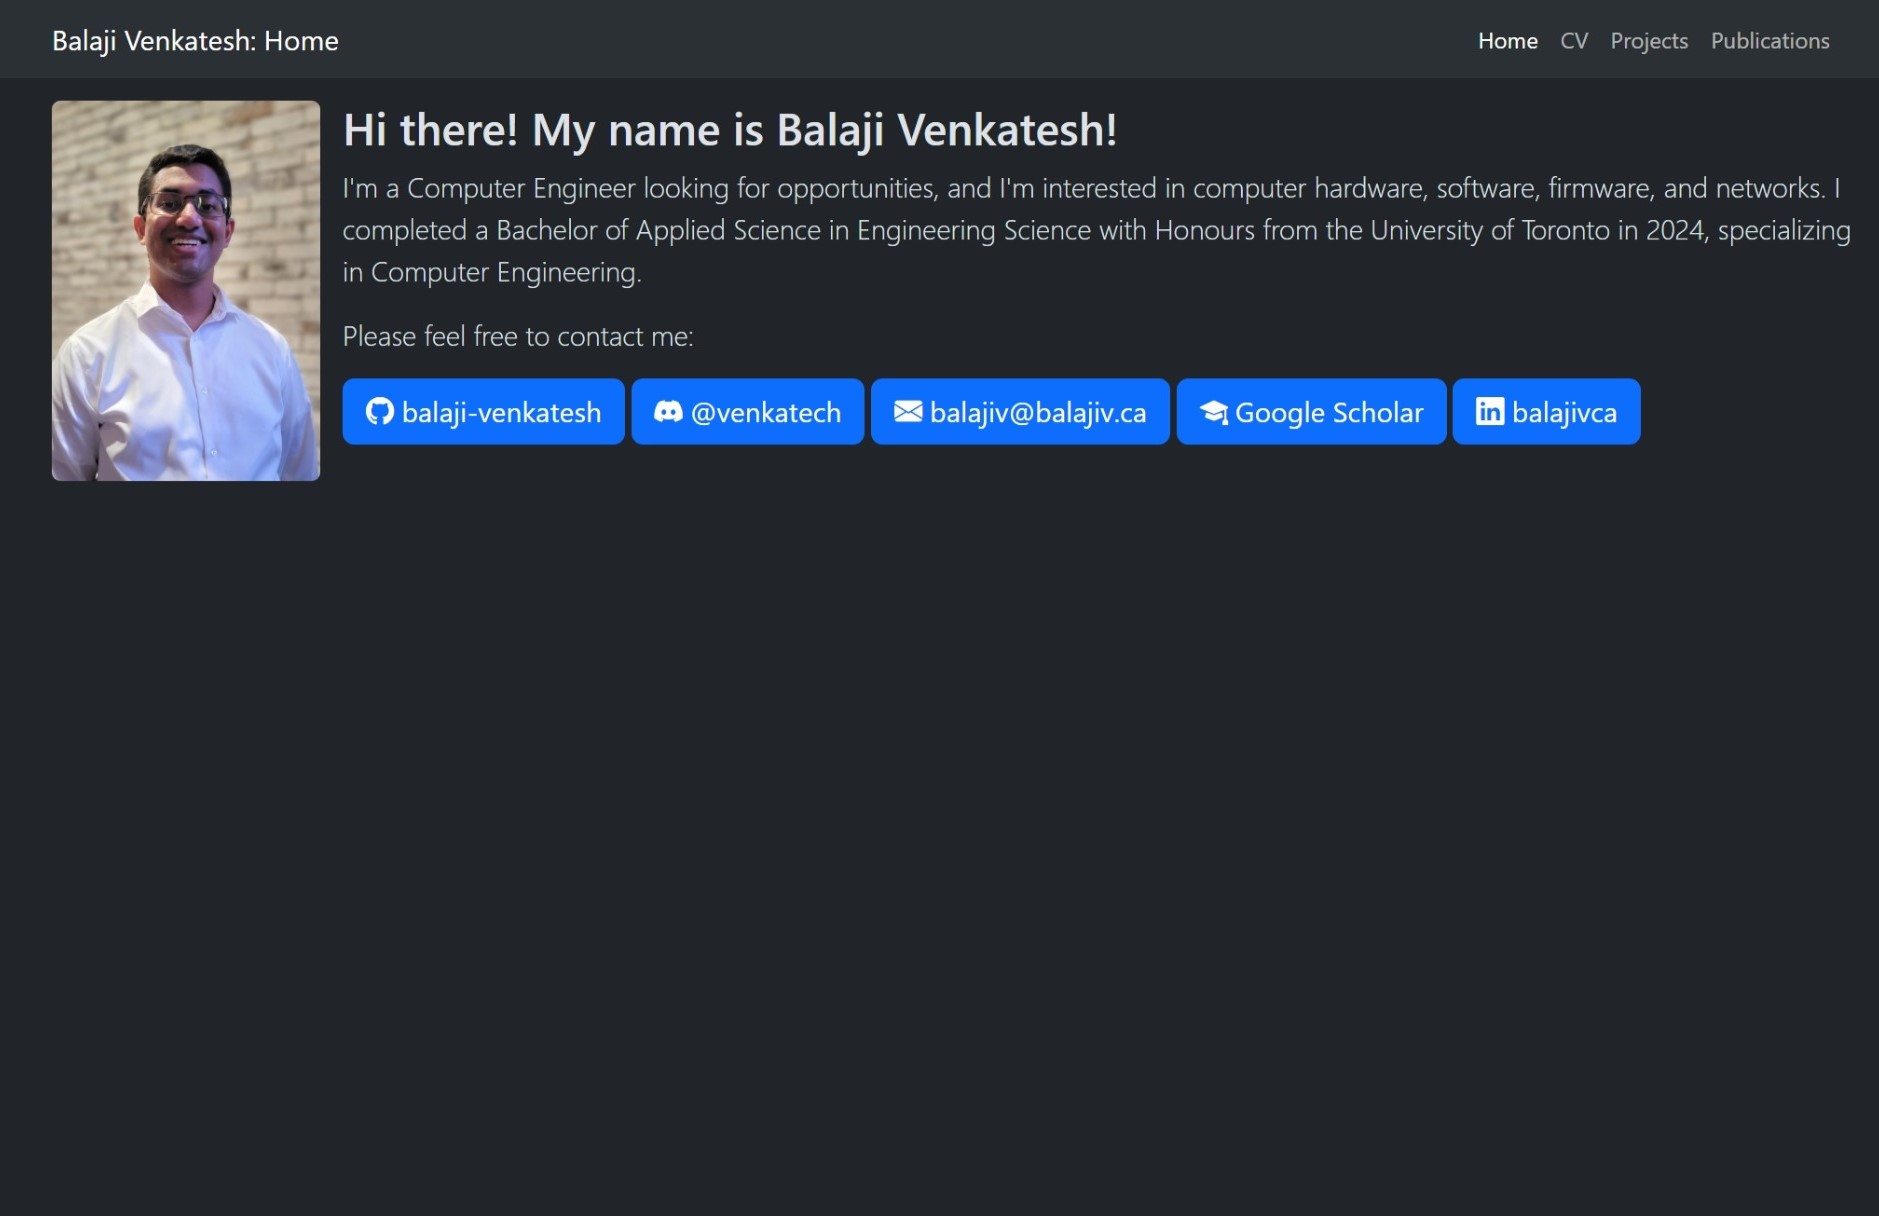 Balaji Venkatesh: Home
Home CV Projects Publications
Hi there! My name is Balaji Venkatesh!
I'm a Computer Engineer looking for opportunities, and I'm interested in computer hardware, software, firmware, and networks. I
completed a Bachelor of Applied Science in Engineering Science with Honours from the University of Toronto in 2024, specializing
in Computer Engineering.
Please feel free to contact me:
balaji-venkatesh @venkatech balajiv@balajiv.ca Google Scholar in balajivca